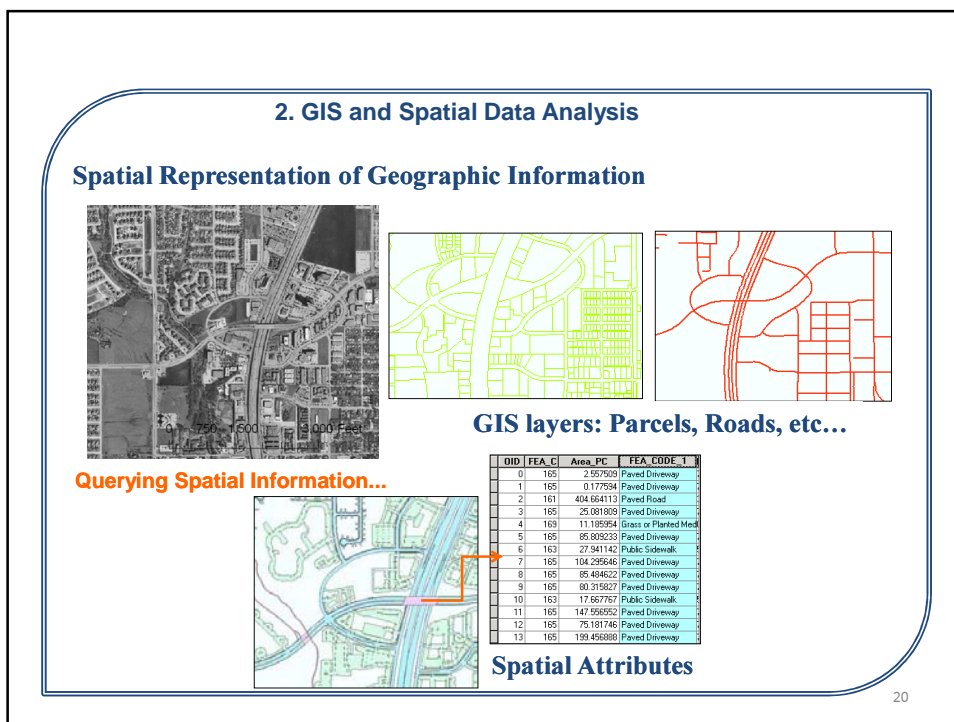 2. GIS and Spatial Data Analysis
Spatial Representation of Geographic Information
0 750 1,500 3,000 Feet
GIS layers: Parcels, Roads, etc…
Querying Spatial Information...
OID FEA_C Area_PC FEA_CODE_1
0 165 2.557509 Paved Driveway
1 165 0.177594 Paved Driveway
2 161 404.664113 Paved Road
3 165 25.081809 Paved Driveway
4 169 11.185954 Grass or Planted Med
5 165 85.809233 Paved Driveway
6 163 27.941142 Public Sidewalk
7 165 104.295646 Paved Driveway
8 165 85.484622 Paved Driveway
9 165 80.315827 Paved Driveway
10 163 17.667767 Public Sidewalk
11 165 147.556552 Paved Driveway
12 165 75.181746 Paved Driveway
13 165 199.456888 Paved Driveway
Spatial Attributes
20